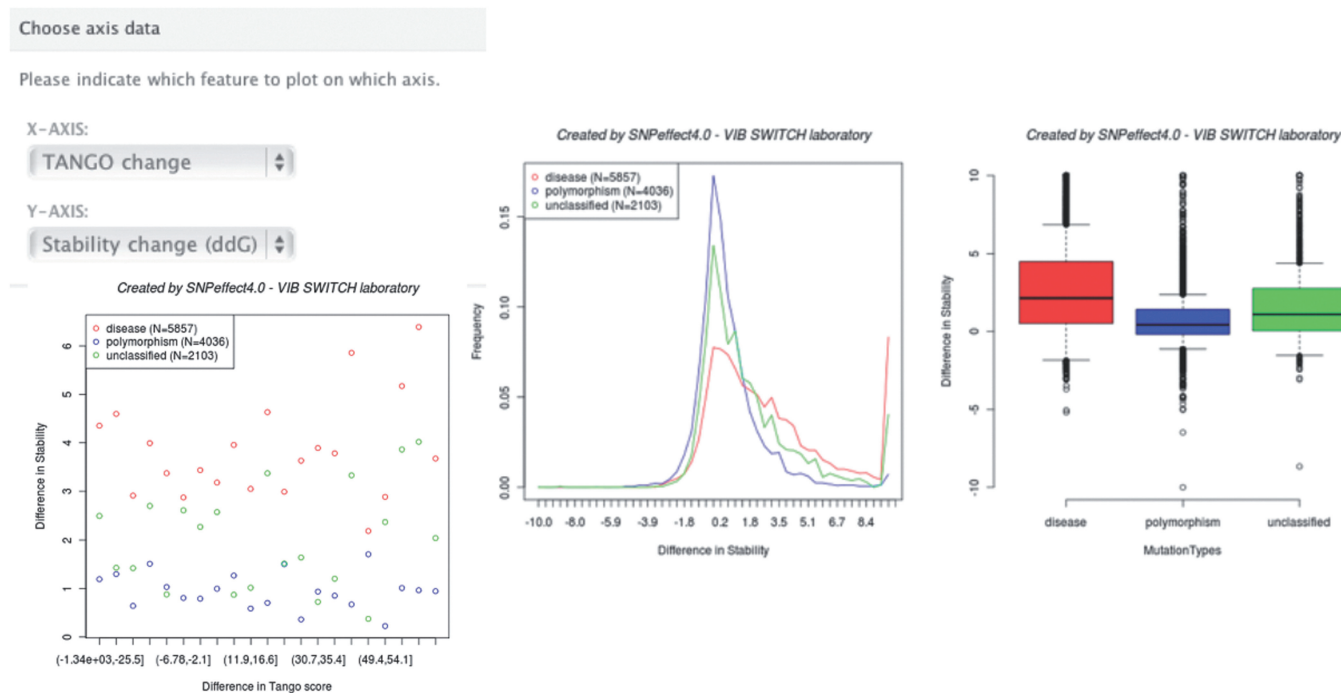 Choose axis data
Please indicate which feature to plot on which axis.
X-AXIS:
TANGO change
Y-AXIS:
Stability change (ddG)
Created by SNPeffect4.0 - VIB SWITCH laboratory
disease (N=5857)
polymorphism (N=4036)
unclassified (N=2103)
Difference in Stability
6
5
4
3
2
1
0
(-1.34e+03,-25.5] (-6.78,-2.1] (11.9,16.6] (30.7,35.4] (49.4,54.1]
Difference in Tango score
Created by SNPeffect4.0 - VIB SWITCH laboratory
disease (N=5857)
polymorphism (N=4036)
unclassified (N=2103)
Frequency
0.15
0.10
0.05
0.00
-10.0 -8.0 -5.9 -3.9 -1.8 0.2 1.8 3.5 5.1 6.7 8.4
Difference in Stability
Created by SNPeffect4.0 - VIB SWITCH laboratory
Difference in Stability
10
5
0
-5
-10
disease polymorphism unclassified
MutationTypes